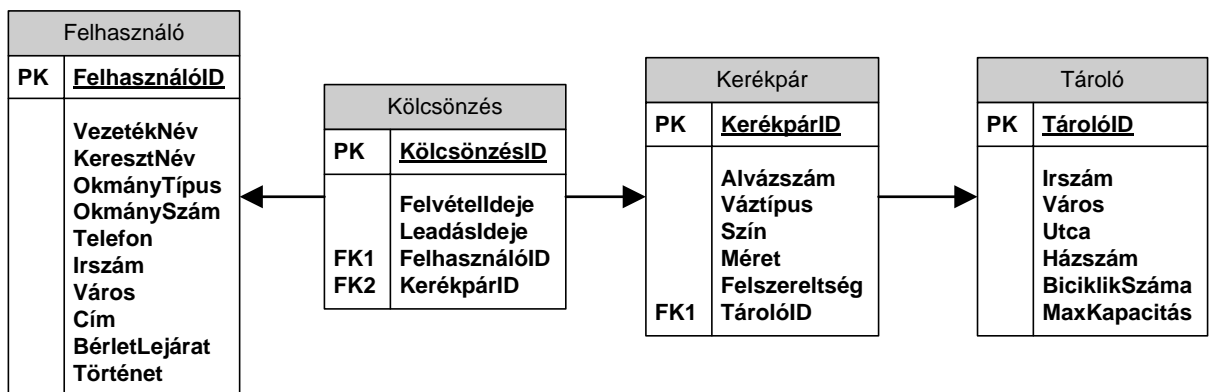 Felhasználó
PK FelhasználóID
VezetékNév
KeresztNév
OkmányTípus
OkmánySzám
Telefon
Irszám
Város
Cím
BérletLejárat
Történet
Kölcsönzés
PK KölcsönzésID
FelvételIdeje
LeadásIdeje
FK1 FelhasználóID
FK2 KerékpárID
Kerékpár
PK KerékpárID
Alvázszám
Váztípus
Szín
Méret
Felszereltség
FK1 TárolóID
Tároló
PK TárolóID
Irszám
Város
Utca
Házszám
BiciklikSzáma
MaxKapacitás